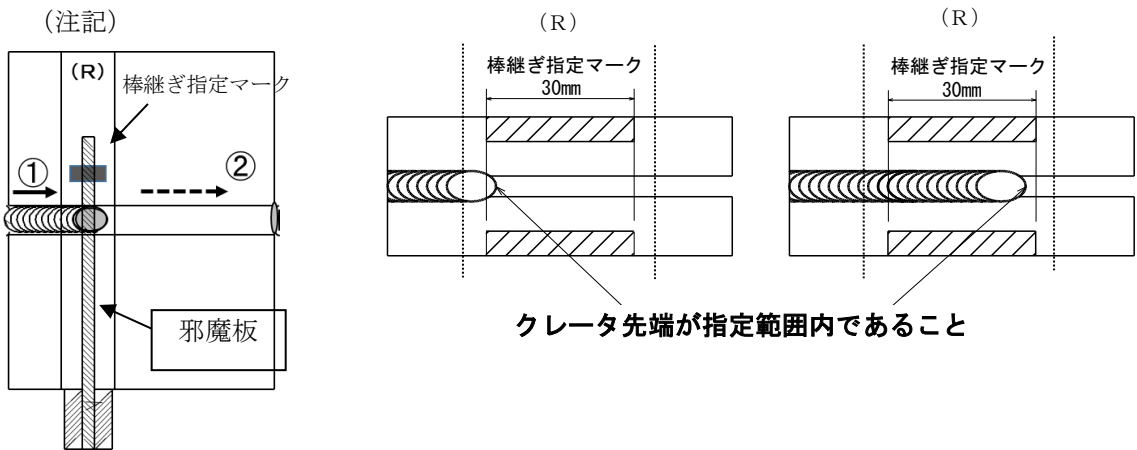 （注記）
（R）
棒継ぎ指定マーク
①
②
邪魔板
（R）
棒継ぎ指定マーク
30mm
（R）
棒継ぎ指定マーク
30mm
クレータ先端が指定範囲内であること